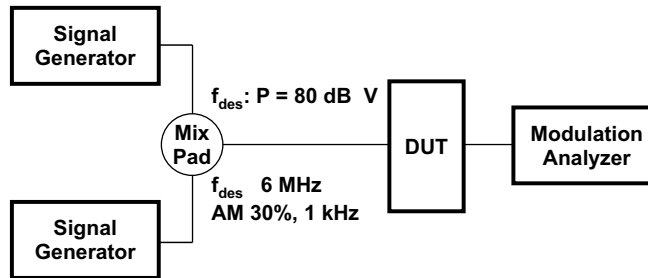 Signal
Generator
f_des: P = 80 dB V
Mix
Pad
DUT
Modulation
Analyzer
f_des 6 MHz
AM 30%, 1 kHz
Signal
Generator